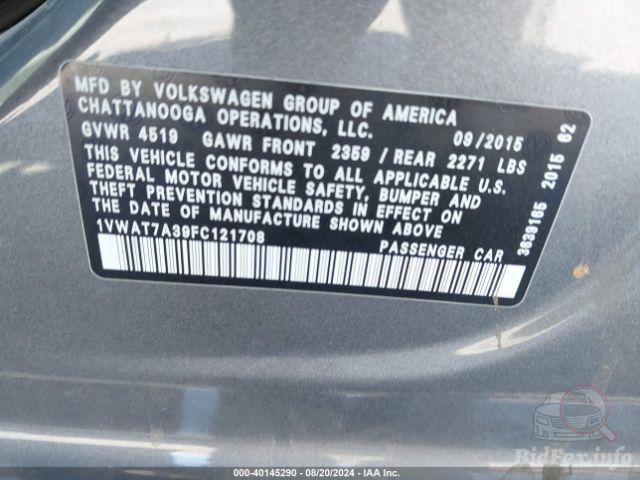 MFD BY VOLKSWAGEN GROUP OF AMERICA
CHATTANOOGA OPERATIONS, LLC.
09/2015
GVWR 4519 GAWR FRONT 2359 / REAR 2271 LBS
THIS VEHICLE CONFORMS TO ALL APPLICABLE U.S.
FEDERAL MOTOR VEHICLE SAFETY, BUMPER AND
THEFT PREVENTION STANDARDS IN EFFECT ON
THE DATE OF MANUFACTURE SHOWN ABOVE
1VWAT7A39FC121708
PASSENGER CAR
3639165 2015 62
BidFax.info
000-40145290 - 08/20/2024 - IAA Inc.